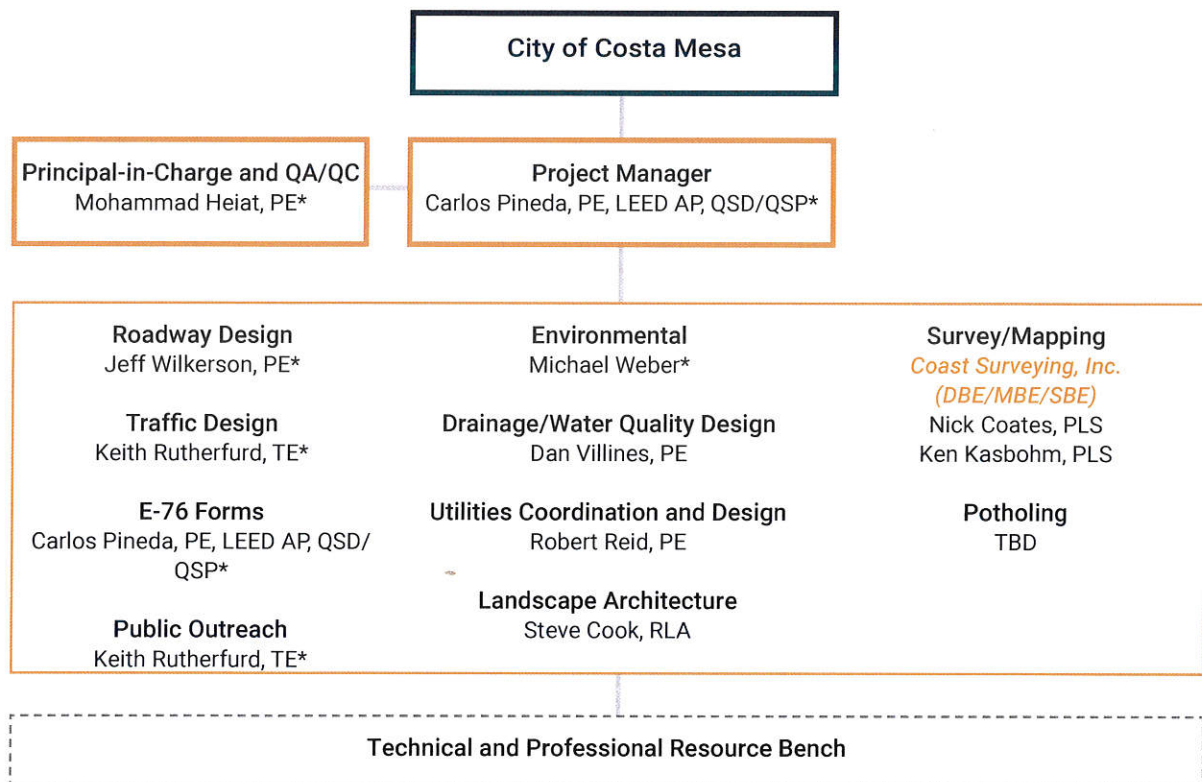 City of Costa Mesa
Principal-in-Charge and QA/QC
Mohammad Heiat, PE*
Project Manager
Carlos Pineda, PE, LEED AP, QSD/QSP*
Roadway Design
Jeff Wilkerson, PE*
Traffic Design
Keith Rutherfurd, TE*
E-76 Forms
Carlos Pineda, PE, LEED AP, QSD/
QSP*
Public Outreach
Keith Rutherfurd, TE*
Environmental
Michael Weber*
Drainage/Water Quality Design
Dan Villines, PE
Utilities Coordination and Design
Robert Reid, PE
Landscape Architecture
Steve Cook, RLA
Survey/Mapping
Coast Surveying, Inc.
(DBE/MBE/SBE)
Nick Coates, PLS
Ken Kasbohm, PLS
Potholing
TBD
Technical and Professional Resource Bench